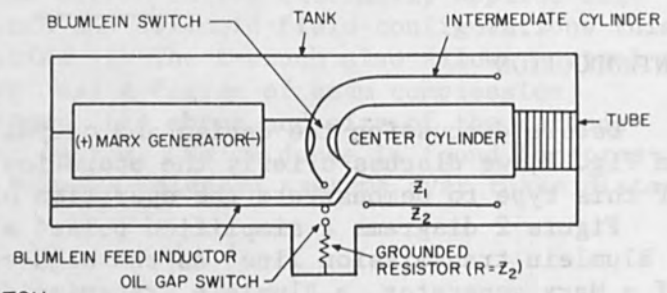 BLUMLEIN SWITCH
TANK
INTERMEDIATE CYLINDER
(+) MARX GENERATOR (-)
CENTER CYLINDER
TUBE
Z₁
Z₂
BLUMLEIN FEED INDUCTOR
OIL GAP SWITCH
GROUNDED
RESISTOR (R=Z₂)